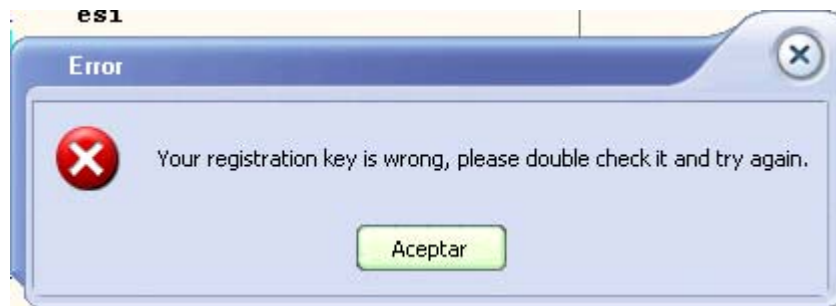 esi
Error
Your registration key is wrong, please double check it and try again.
Aceptar